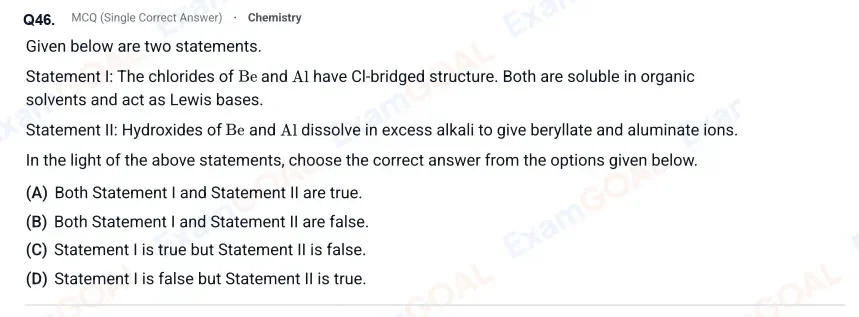 Q46. MCQ (Single Correct Answer) · Chemistry
Given below are two statements.
Statement I: The chlorides of Be and Al have Cl-bridged structure. Both are soluble in organic
solvents and act as Lewis bases.
Statement II: Hydroxides of Be and Al dissolve in excess alkali to give beryllate and aluminate ions.
In the light of the above statements, choose the correct answer from the options given below.
(A) Both Statement I and Statement II are true.
(B) Both Statement I and Statement II are false.
(C) Statement I is true but Statement II is false.
(D) Statement I is false but Statement II is true.